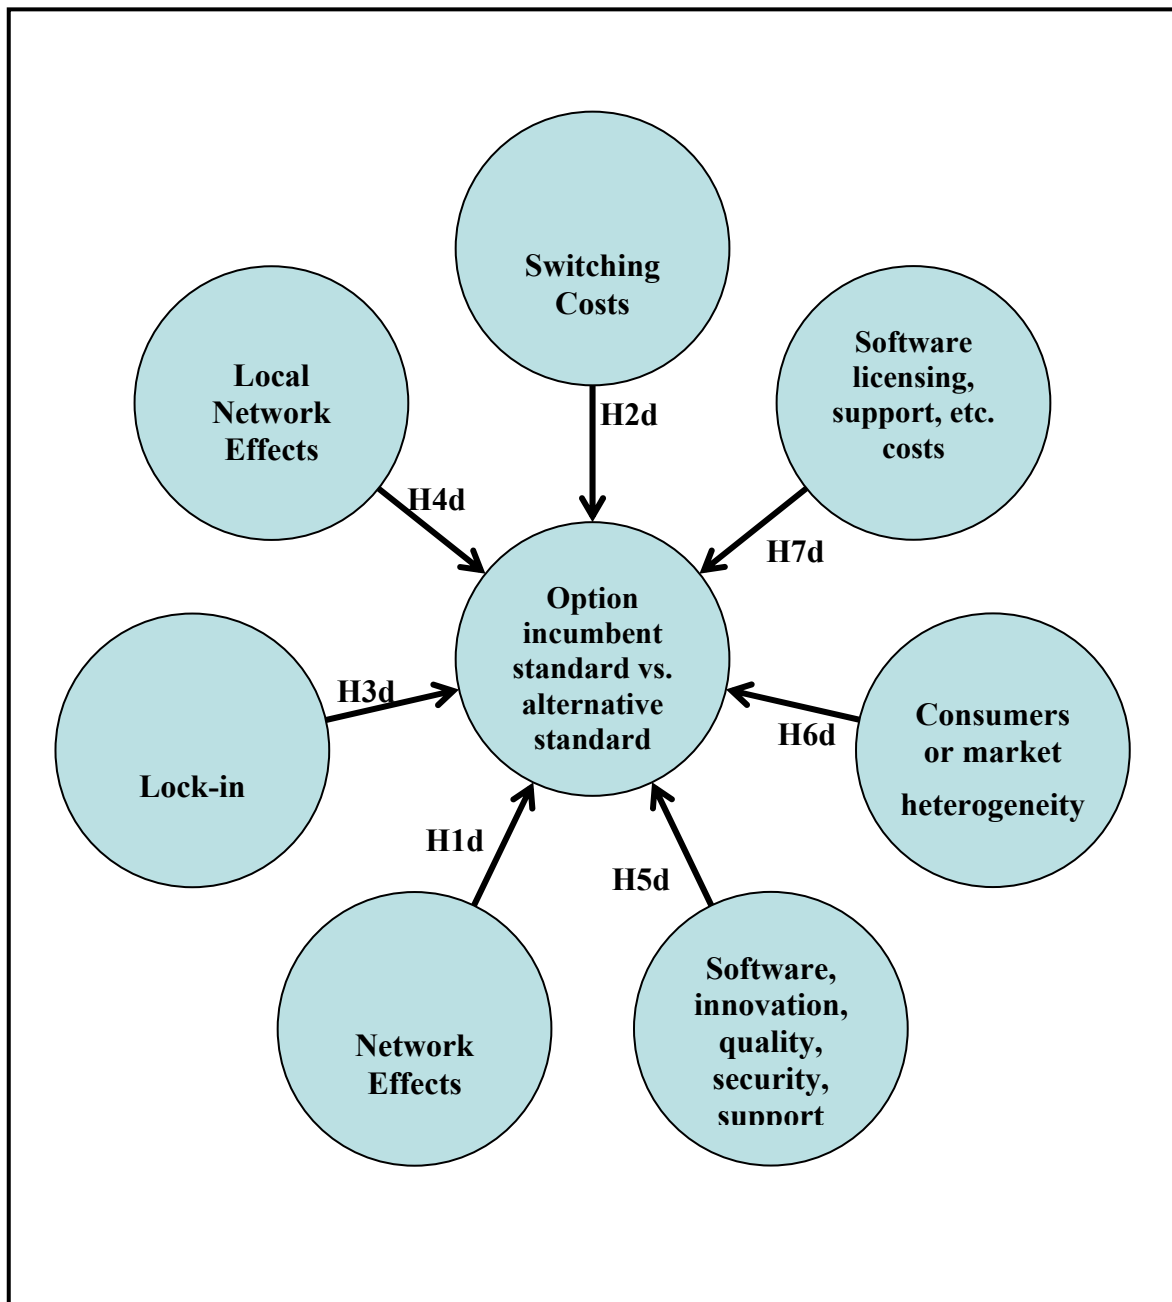 Switching
Costs
Software
licensing,
support, etc.
costs
Local
Network
Effects
H2d
H4d
H7d
Option
incumbent
standard vs.
alternative
standard
H3d
H6d
Consumers
or market
heterogeneity
Lock-in
H1d
H5d
Software,
innovation,
quality,
security,
support
Network
Effects